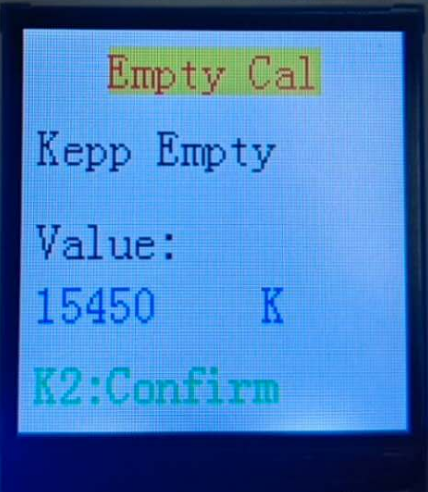 Empty Cal
Kepp Empty
Value:
15450 K
K2:Confirm